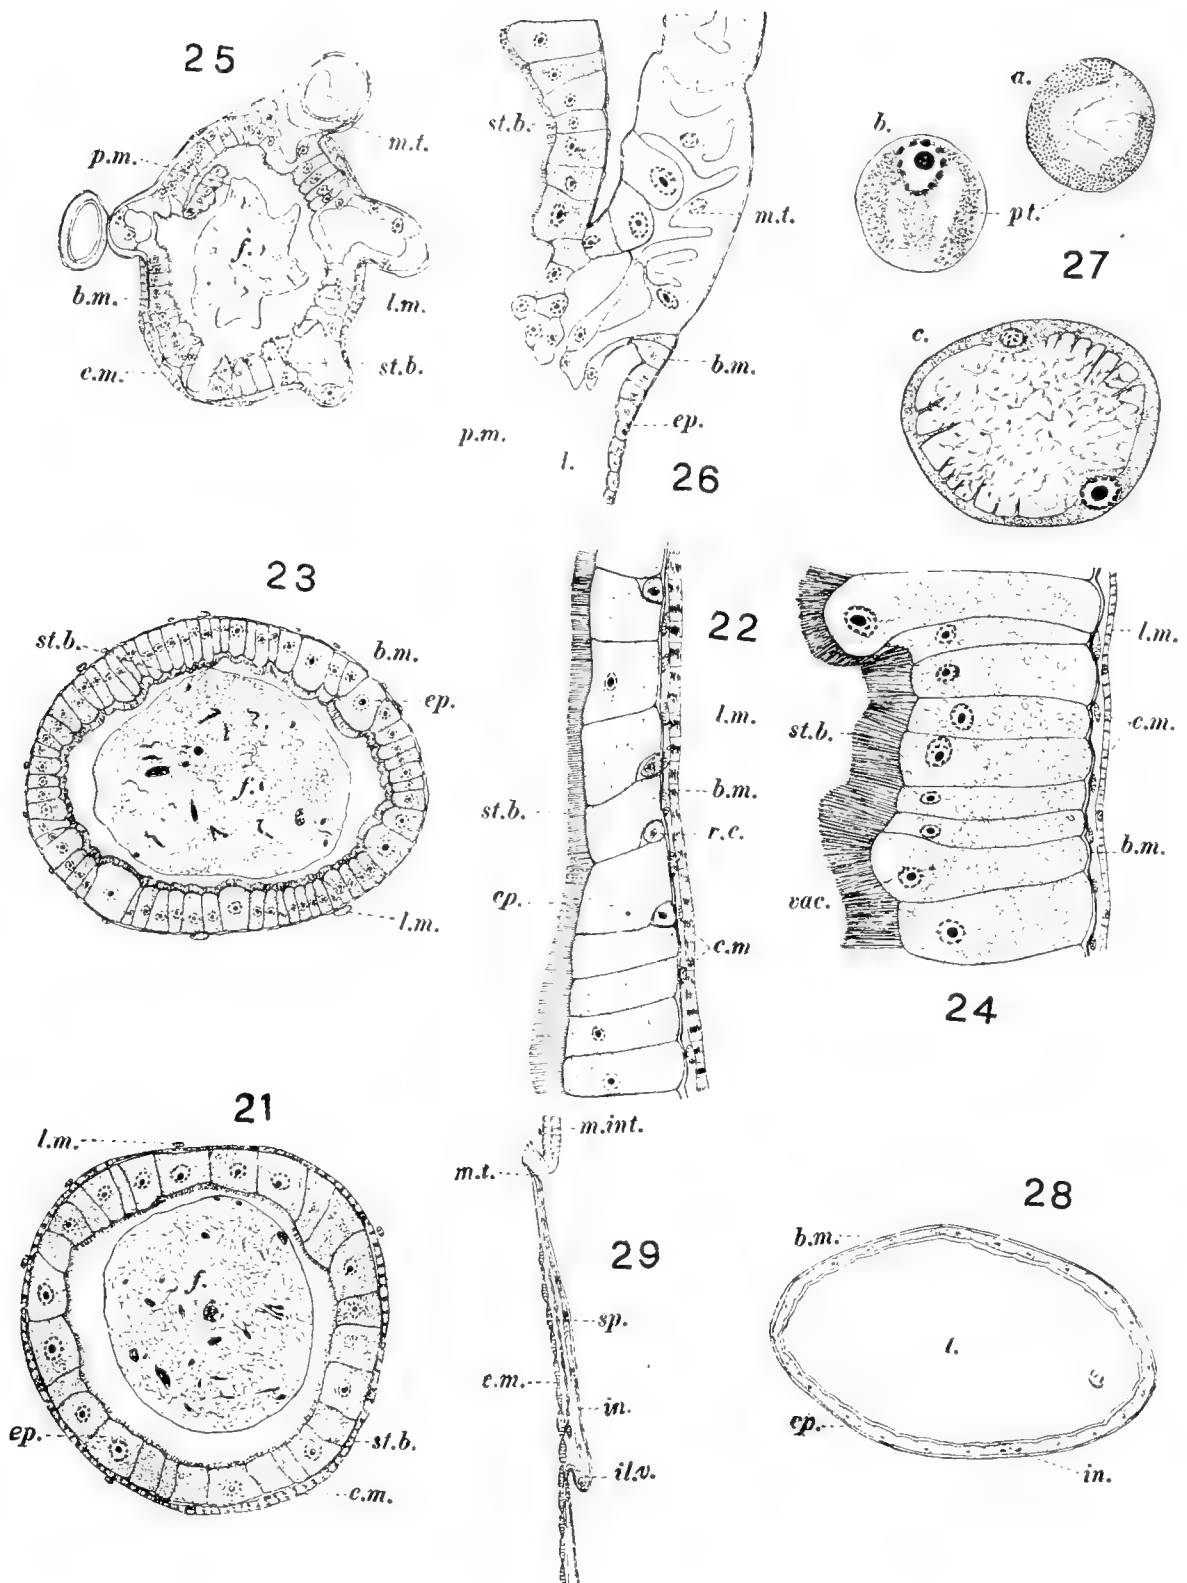 25
m.t.
p.m.
f.
b.m.
l.m.
c.m.
st.b.
st.b.
m.t.
b.m.
ep.
p.m.
l.
26
a.
b.
pt.
27
c.
23
st.b.
b.m.
ep.
f.
l.m.
22
l.m.
b.m.
st.b.
r.c.
ep.
c.m
l.m.
c.m.
st.b.
b.m.
vac.
24
21
l.m.
f.
ep.
st.b.
c.m.
m.int.
m.t.
29
sp.
c.m.
in.
il.v.
28
b.m.
l.
ep.
in.